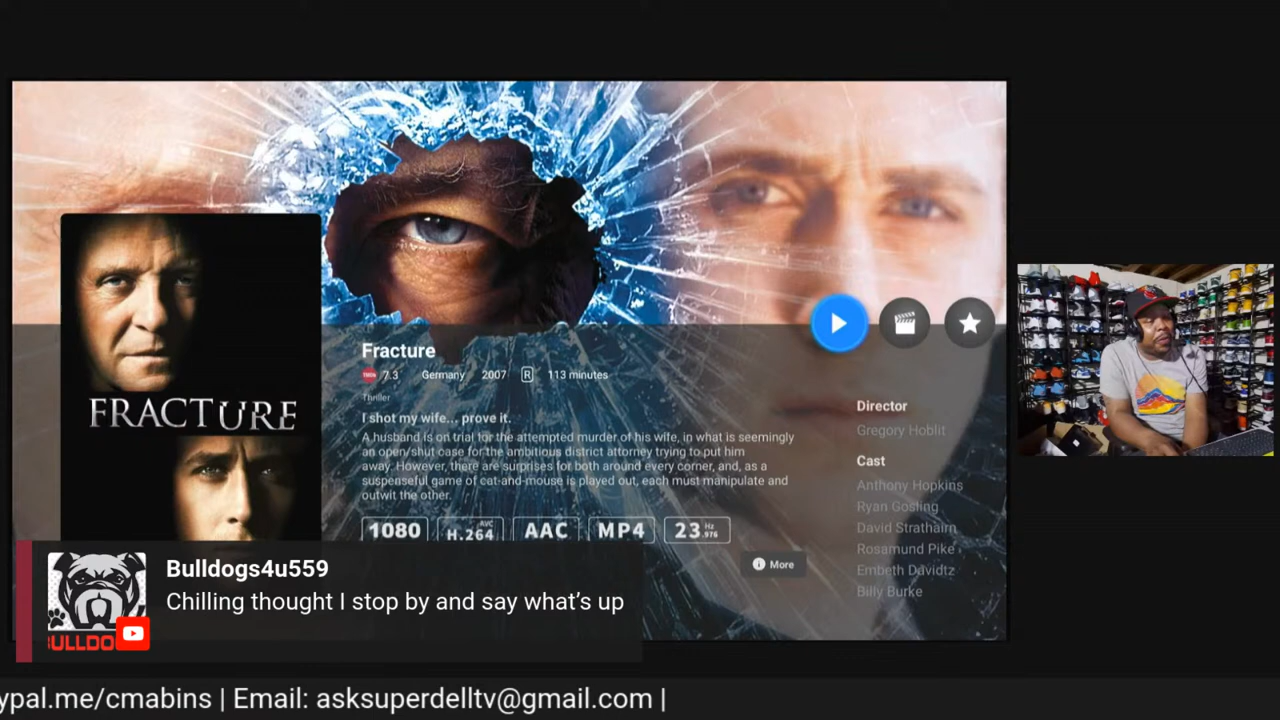 Fracture
TMDb 7.3 Germany 2007 R 113 minutes
Thriller
I shot my wife... prove it.
A husband is on trial for the attempted murder of his wife, in what is seemingly
an open/shut case for the ambitious district attorney trying to put him
away. However, there are surprises for both around every corner, and, as a
suspenseful game of cat-and-mouse is played out, each must manipulate and
outwit the other.
1080 H.264 AVC AAC MP4 23 Hz .976
More
Director
Gregory Hoblit
Cast
Anthony Hopkins
Ryan Gosling
David Strathairn
Rosamund Pike
Embeth Davidtz
Billy Burke
FRACTURE
BULLDO
Bulldogs4u559
Chilling thought I stop by and say what’s up
ypal.me/cmabins | Email: asksuperdelltv@gmail.com |